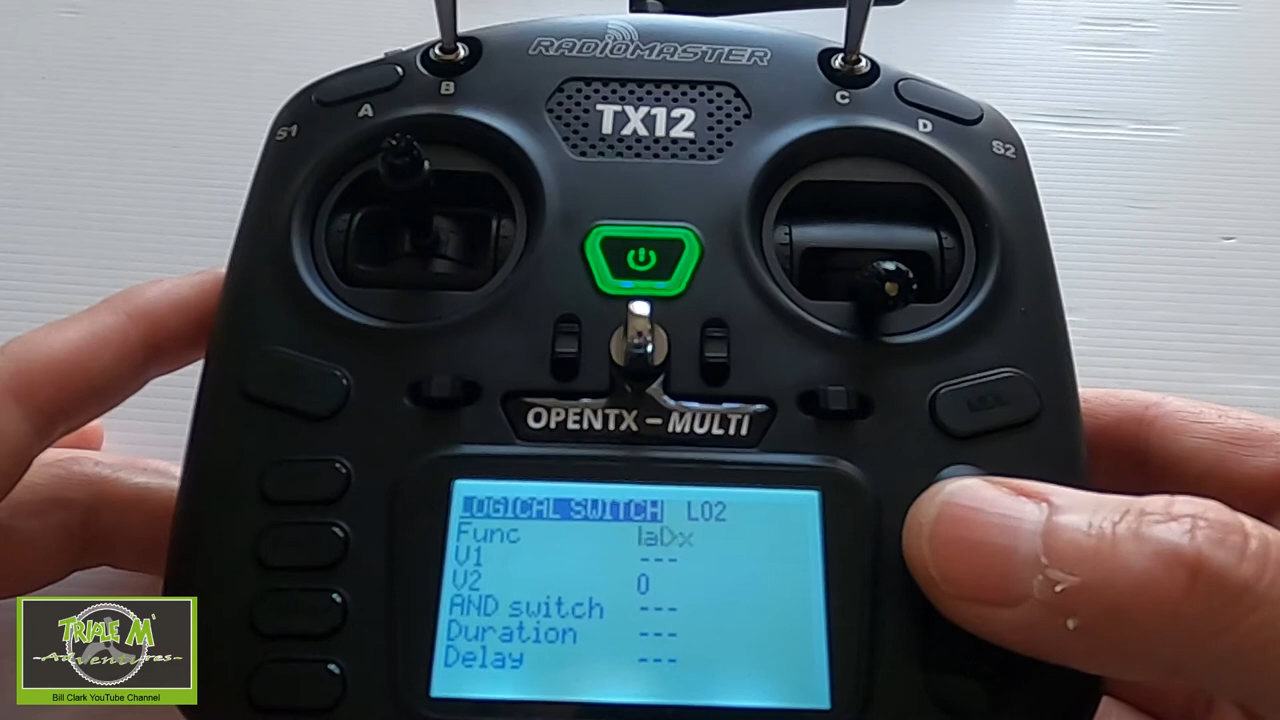 RADIOMASTER
TX12
B
A
S1
C
D
S2
OPENTX - MULTI
LOGICAL SWITCH L02
Func
V1 ---
V2 0
AND switch ---
Duration ---
Delay ---
TRIPLE M'
-Adventures-
Bill Clark YouTube Channel